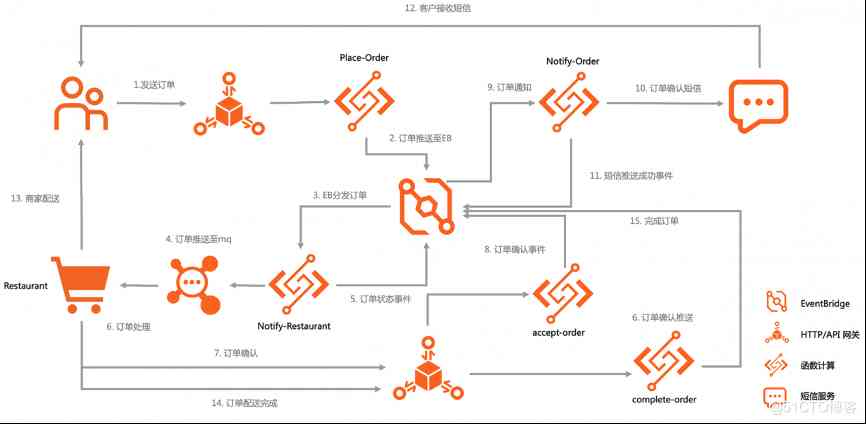 12. 客户接收短信
Place-Order
Notify-Order
1.发送订单
9. 订单通知
10. 订单确认短信
2. 订单推送至EB
11. 短信推送成功事件
13. 商家配送
3. EB分发订单
15. 完成订单
4. 订单推送至mq
8. 订单确认事件
Restaurant
5. 订单状态事件
6. 订单处理
Notify-Restaurant
accept-order
6. 订单确认推送
7. 订单确认
14. 订单配送完成
complete-order
EventBridge
HTTP/API 网关
函数计算
短信服务
@51CTO博客